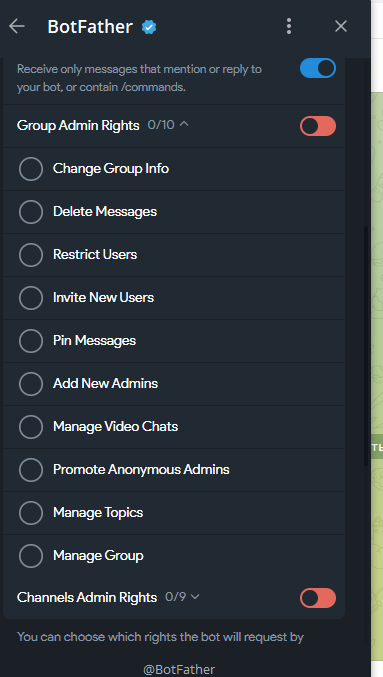 BotFather
Receive only messages that mention or reply to
your bot, or contain /commands.
Group Admin Rights 0/10
Change Group Info
Delete Messages
Restrict Users
Invite New Users
Pin Messages
Add New Admins
Manage Video Chats
Promote Anonymous Admins
Manage Topics
Manage Group
Channels Admin Rights 0/9
You can choose which rights the bot will request by
@BotFather